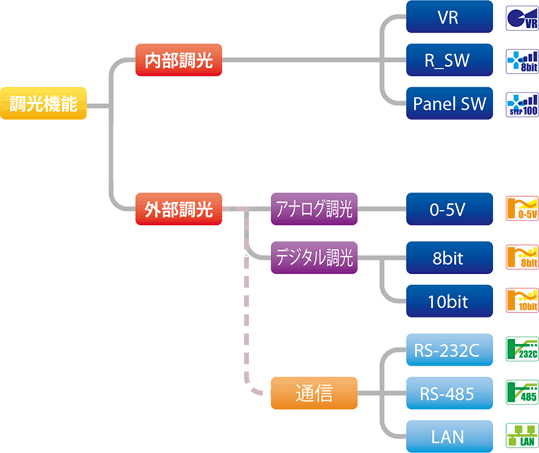 調光機能
内部調光
VR
VR
R_SW
8bit
Panel SW
STEP100
外部調光
アナログ調光
0-5V
0-5V
デジタル調光
8bit
8bit
10bit
10bit
通信
RS-232C
232C
RS-485
485
LAN
LAN